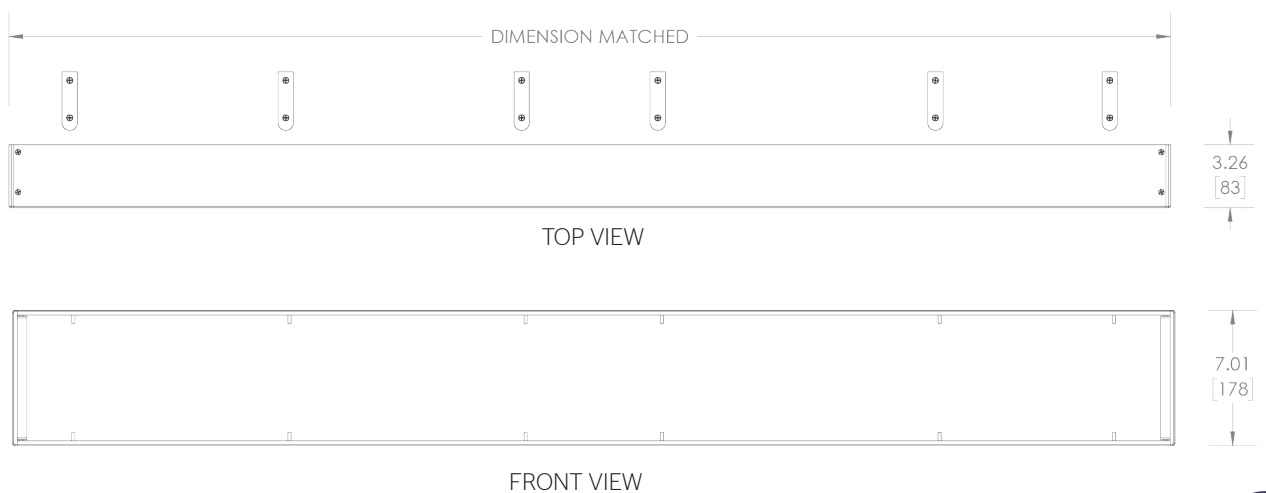 DIMENSION MATCHED
3.26
[83]
TOP VIEW
7.01
[178]
FRONT VIEW